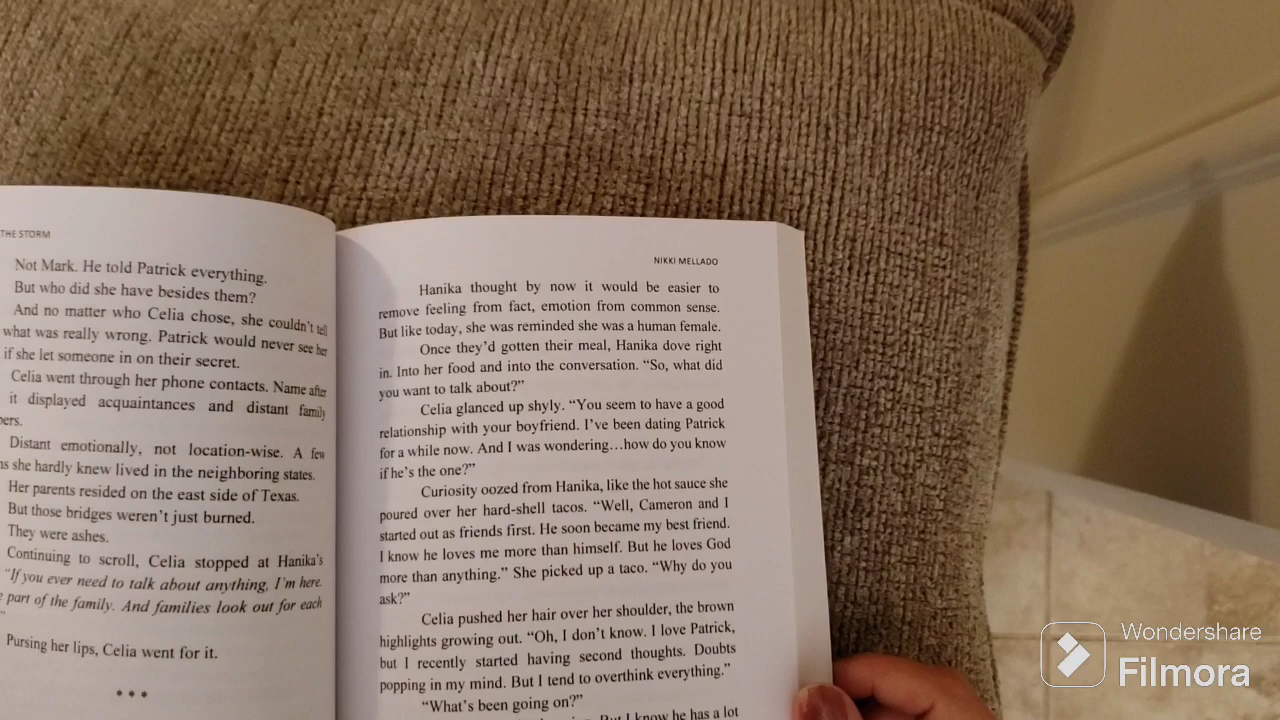 THE STORM
Not Mark. He told Patrick everything.
But who did she have besides them?
And no matter who Celia chose, she couldn't tell
what was really wrong. Patrick would never see her
if she let someone in on their secret.
Celia went through her phone contacts. Name after
it displayed acquaintances and distant family
Distant emotionally, not location-wise. A few
she hardly knew lived in the neighboring states.
Her parents resided on the east side of Texas.
But those bridges weren't just burned.
They were ashes.
Continuing to scroll, Celia stopped at Hanika's
"If you ever need to talk about anything, I'm here.
part of the family. And families look out for each
Pursing her lips, Celia went for it.
***
NIKKI MELLADO
Hanika thought by now it would be easier to
remove feeling from fact, emotion from common sense.
But like today, she was reminded she was a human female.
Once they'd gotten their meal, Hanika dove right
in. Into her food and into the conversation. "So, what did
you want to talk about?"
Celia glanced up shyly. "You seem to have a good
relationship with your boyfriend. I've been dating Patrick
for a while now. And I was wondering…how do you know
if he's the one?"
Curiosity oozed from Hanika, like the hot sauce she
poured over her hard-shell tacos. "Well, Cameron and I
started out as friends first. He soon became my best friend.
I know he loves me more than himself. But he loves God
more than anything." She picked up a taco. "Why do you
ask?"
Celia pushed her hair over her shoulder, the brown
highlights growing out. "Oh, I don't know. I love Patrick,
but I recently started having second thoughts. Doubts
popping in my mind. But I tend to overthink everything."
"What's been going on?"
But I know he has a lot
Wondershare
Filmora